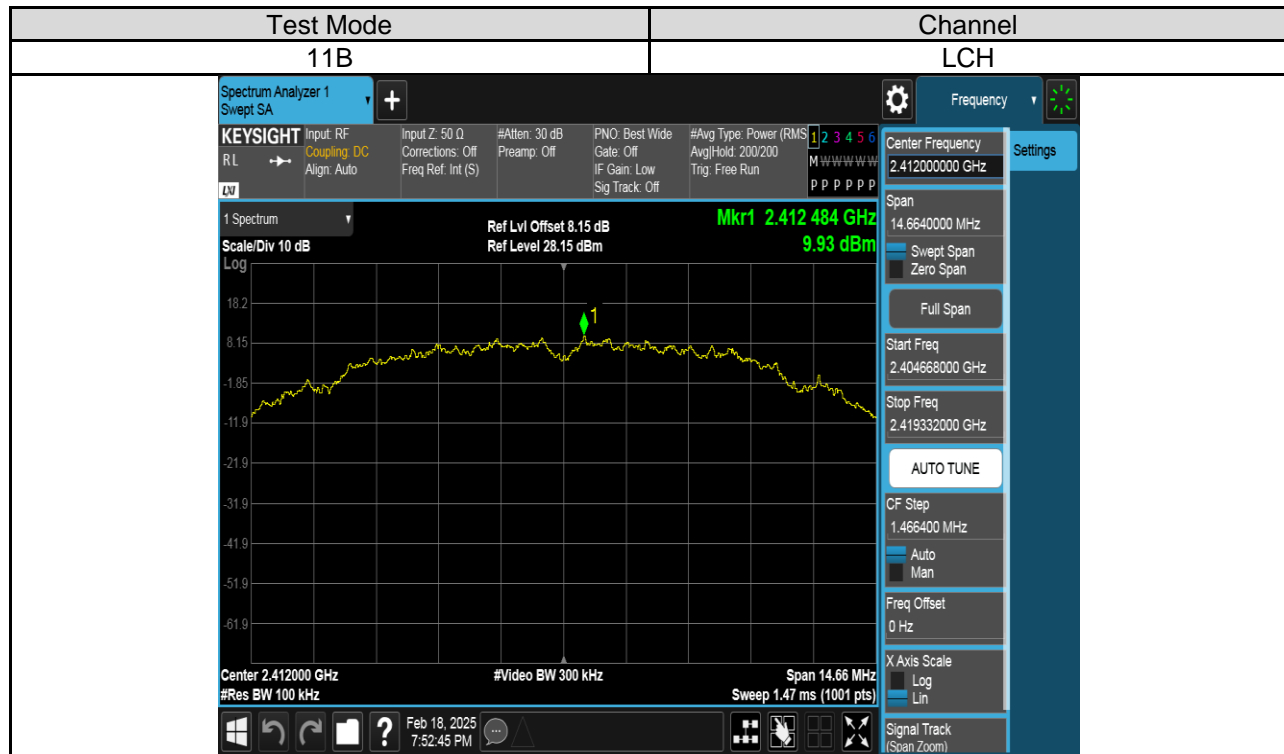 Test Mode Channel
11B LCH
Spectrum Analyzer 1
Swept SA
+
Frequency
KEYSIGHT
RL
LXI
Input: RF
Coupling: DC
Align: Auto
Input Z: 50 Ω
Corrections: Off
Freq Ref: Int (S)
#Atten: 30 dB
Preamp: Off
PNO: Best Wide
Gate: Off
IF Gain: Low
Sig Track: Off
#Avg Type: Power (RMS
Avg|Hold: 200/200
Trig: Free Run
1 2 3 4 5 6
M W W W W W
P P P P P P
1 Spectrum
Scale/Div 10 dB
Log
Ref Lvl Offset 8.15 dB
Ref Level 28.15 dBm
Mkr1 2.412 484 GHz
9.93 dBm
1
18.2
8.15
-1.85
-11.9
-21.9
-31.9
-41.9
-51.9
-61.9
Center 2.412000 GHz
#Res BW 100 kHz
#Video BW 300 kHz
Span 14.66 MHz
Sweep 1.47 ms (1001 pts)
Feb 18, 2025
7:52:45 PM
?
Center Frequency
2.412000000 GHz
Settings
Span
14.6640000 MHz
Swept Span
Zero Span
Full Span
Start Freq
2.404668000 GHz
Stop Freq
2.419332000 GHz
AUTO TUNE
CF Step
1.466400 MHz
Auto
Man
Freq Offset
0 Hz
X Axis Scale
Log
Lin
Signal Track
(Span Zoom)